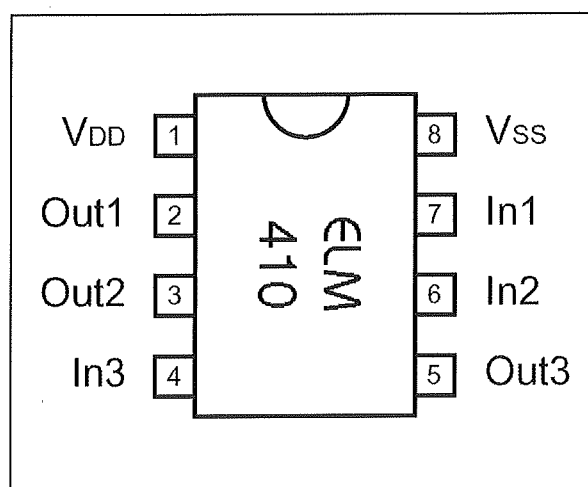 VDD 1 8 VSS
Out1 2 7 In1
Out2 3 6 In2
In3 4 5 Out3
ELM
410